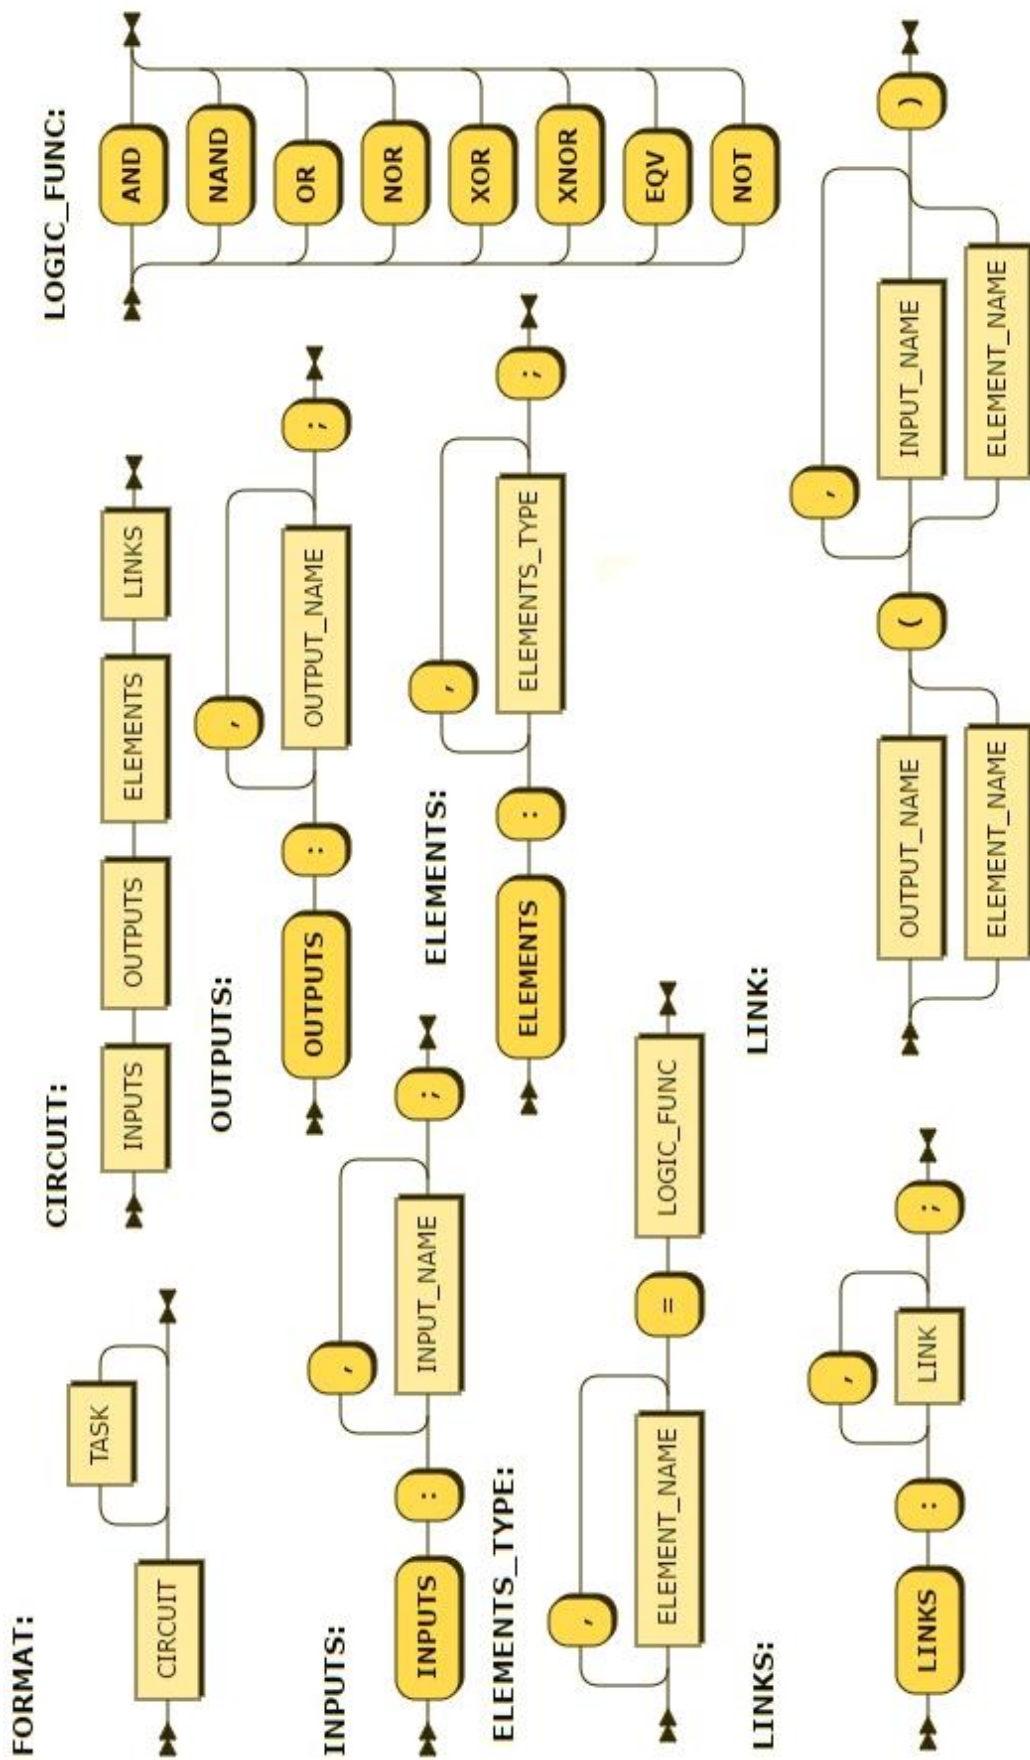 FORMAT:
CIRCUIT
TASK
CIRCUIT:
INPUTS
OUTPUTS
ELEMENTS
LINKS
LOGIC_FUNC:
AND
NAND
OR
NOR
XOR
XNOR
EQV
NOT
INPUTS:
INPUTS
:
,
INPUT_NAME
;
OUTPUTS:
OUTPUTS
:
,
OUTPUT_NAME
;
ELEMENTS:
ELEMENTS
:
,
ELEMENTS_TYPE
;
ELEMENTS_TYPE:
,
ELEMENT_NAME
=
LOGIC_FUNC
LINKS:
LINKS
:
,
LINK
;
LINK:
OUTPUT_NAME
ELEMENT_NAME
(
,
INPUT_NAME
ELEMENT_NAME
)